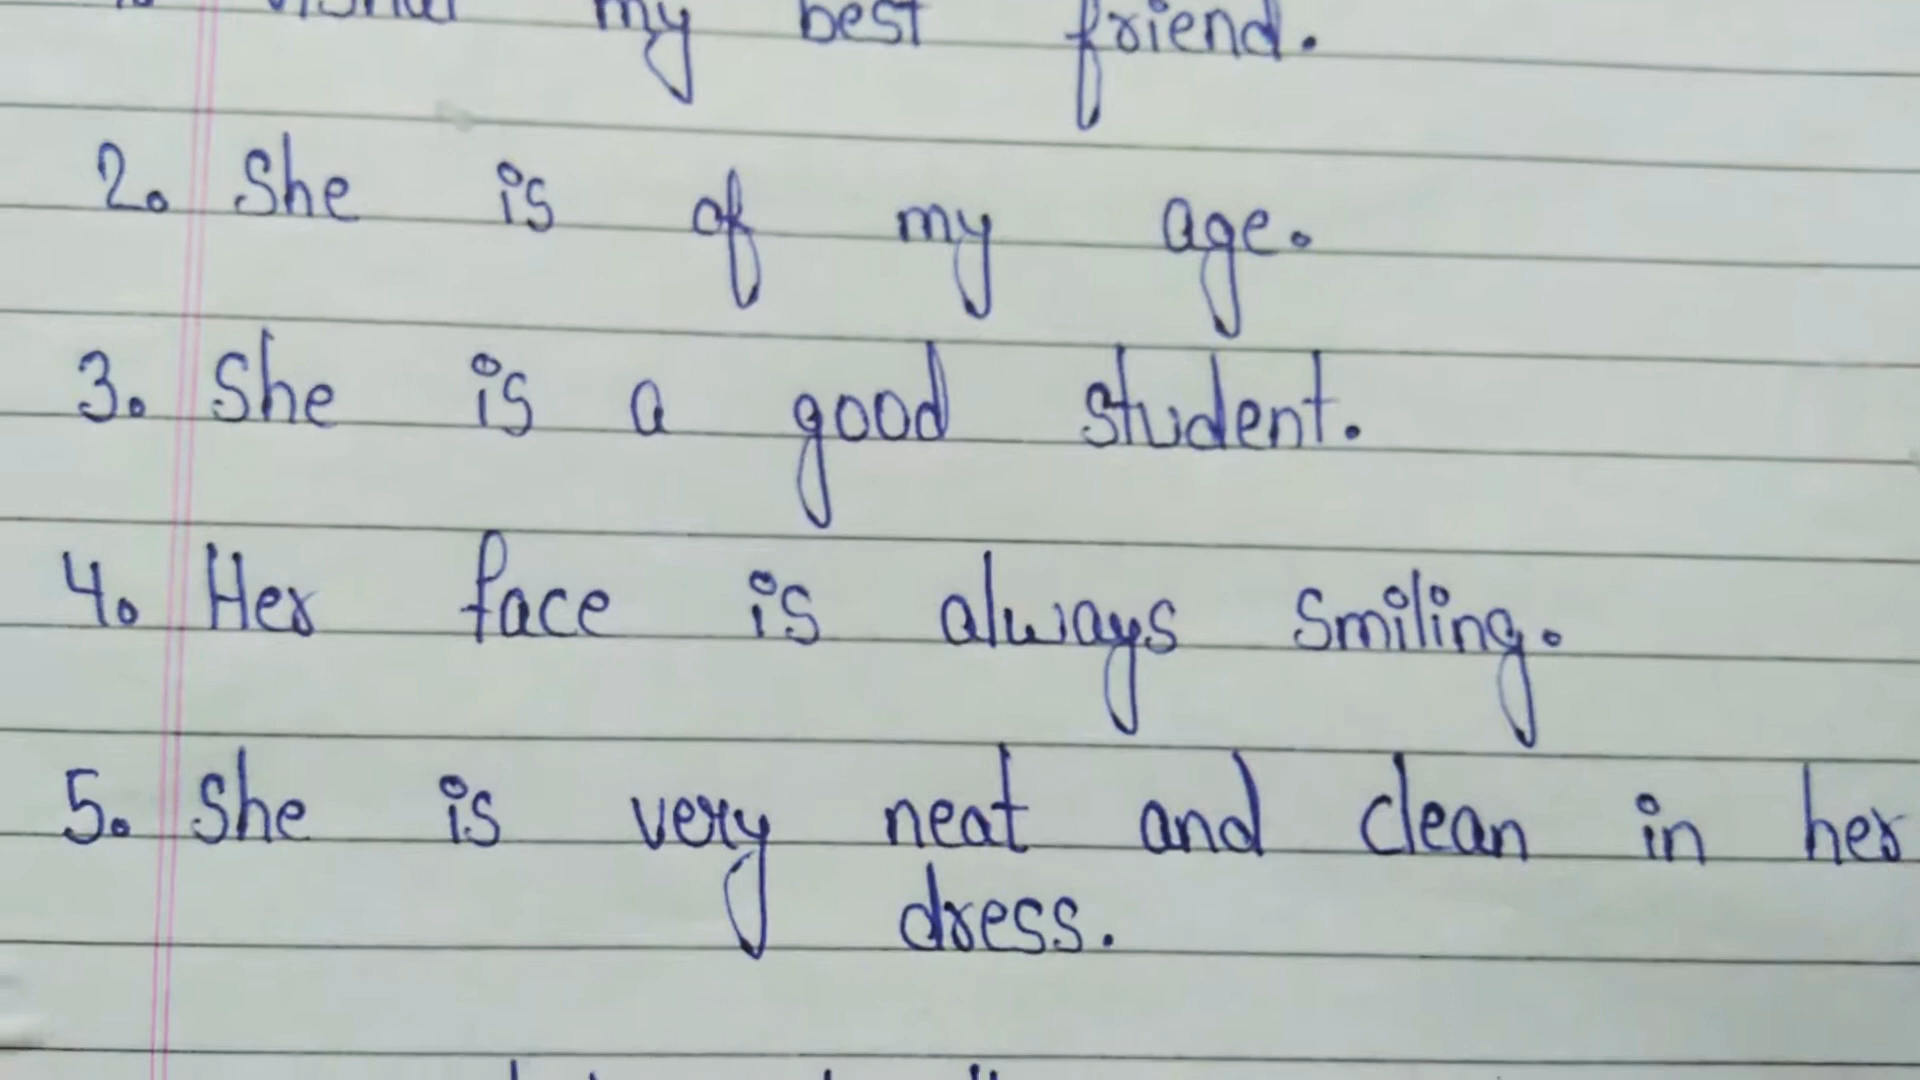 my best friend.
2. She is of my age.
3. She is a good student.
4. Her face is always smiling.
5. She is very neat and clean in her
dress.